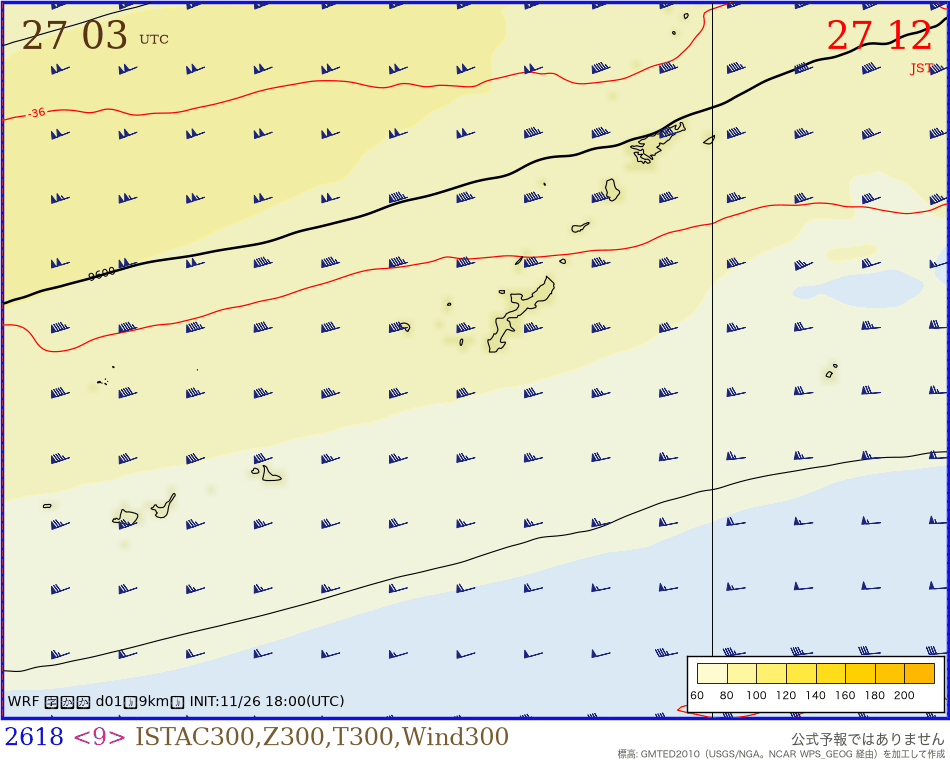 27 03 UTC
27 12
JST
-36
9600
60 80 100 120 140 160 180 200
WRF d01 9km INIT:11/26 18:00(UTC)
2618 <9> ISTAC300,Z300,T300,Wind300
公式予報ではありません
標高: GMTED2010（USGS/NGA。NCAR WPS_GEOG 経由）を加工して作成